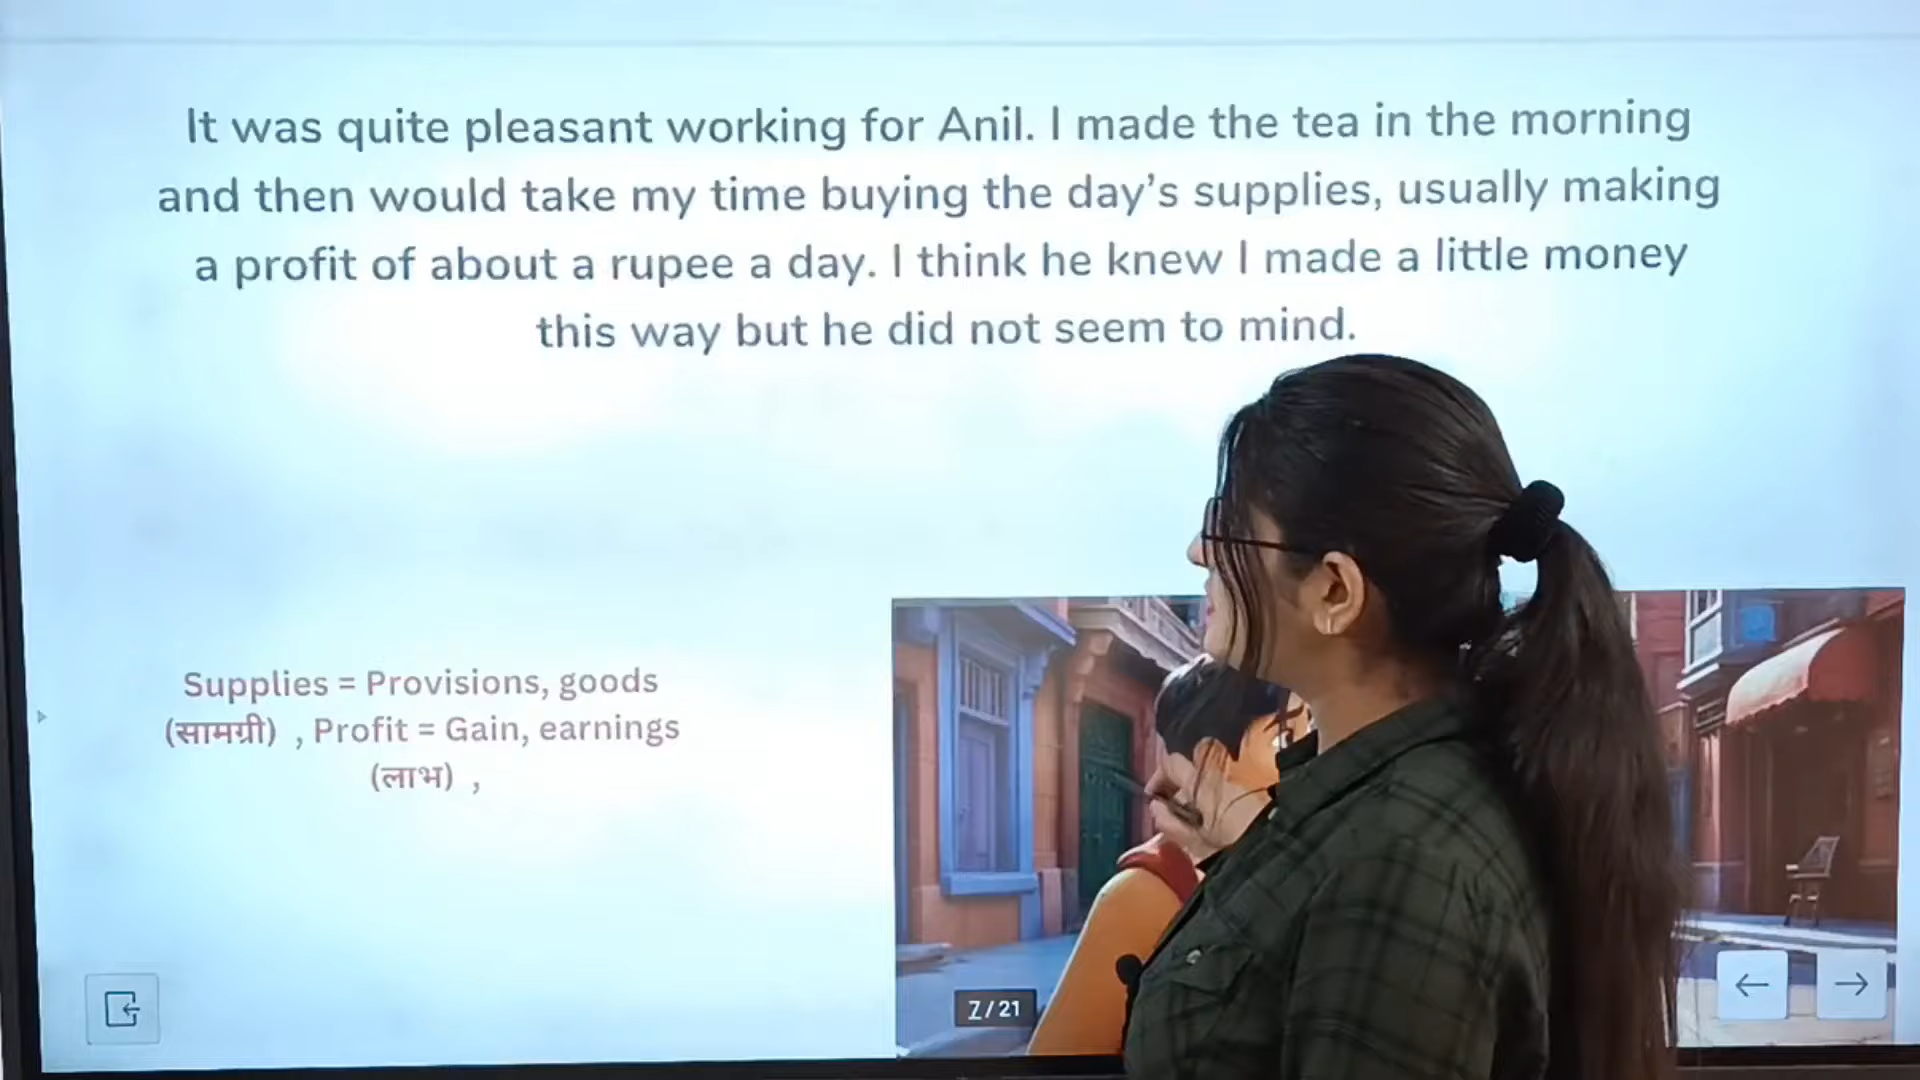 It was quite pleasant working for Anil. I made the tea in the morning
and then would take my time buying the day's supplies, usually making
a profit of about a rupee a day. I think he knew I made a little money
this way but he did not seem to mind.
Supplies = Provisions, goods
(सामग्री) , Profit = Gain, earnings
(लाभ) ,
7/21